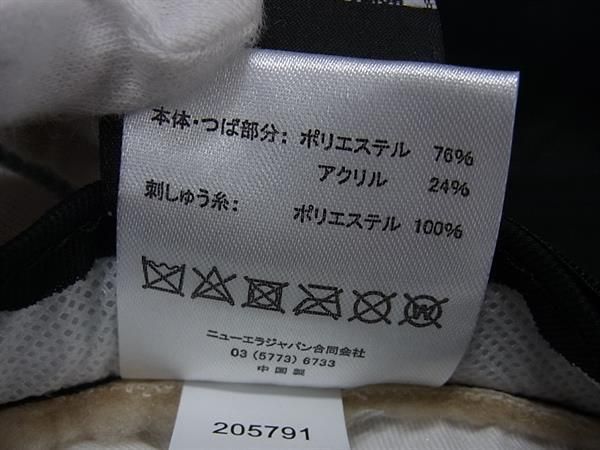 本体・つば部分: ポリエステル 76%
アクリル 24%
刺しゅう糸: ポリエステル 100%
ニューエラジャパン合同会社
03 (5773) 6733
中国製
205791